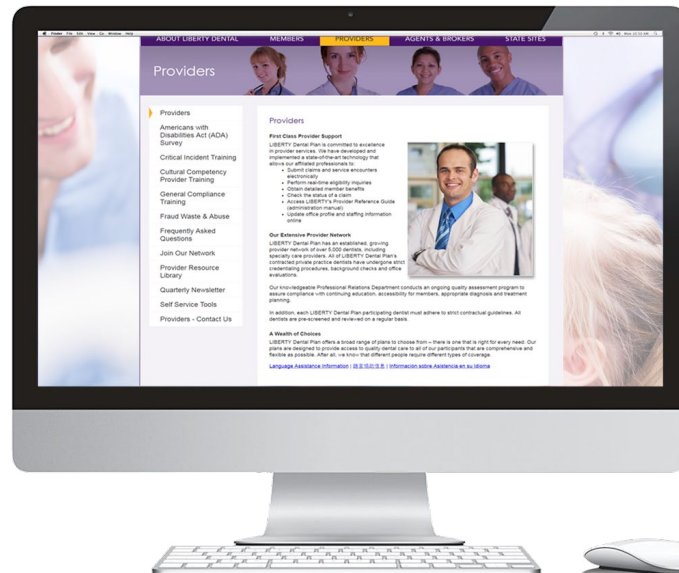 Finder File Edit View Go Window Help
ABOUT LIBERTY DENTAL MEMBERS PROVIDERS AGENTS & BROKERS STATE SITES
Providers
Providers
Americans with
Disabilities Act (ADA)
Survey
Critical Incident Training
Cultural Competency
Provider Training
General Compliance
Training
Fraud Waste & Abuse
Frequently Asked
Questions
Join Our Network
Provider Resource
Library
Quarterly Newsletter
Self Service Tools
Providers - Contact Us
Providers
First Class Provider Support
LIBERTY Dental Plan is committed to excellence
in provider services. We have developed and
implemented a state-of-the-art technology that
allows our affiliated professionals to:
• Submit claims and service encounters
electronically
• Perform real-time eligibility inquiries
• Obtain detailed member benefits
• Check the status of a claim
• Access LIBERTY's Provider Reference Guide
(administration manual)
• Update office profile and staffing information
online
Our Extensive Provider Network
LIBERTY Dental Plan has an established, growing
provider network of over 5,000 dentists, including
specialty care providers. All of LIBERTY Dental Plan's
contracted private practice dentists have undergone strict
credentialing procedures, background checks and office
evaluations.
Our knowledgeable Professional Relations Department conducts an ongoing quality assessment program to
assure compliance with continuing education, accessibility for members, appropriate diagnosis and treatment
planning.
In addition, each LIBERTY Dental Plan participating dentist must adhere to strict contractual guidelines. All
dentists are pre-screened and reviewed on a regular basis.
A Wealth of Choices
LIBERTY Dental Plan offers a broad range of plans to choose from – there is one that is right for every need. Our
plans are designed to provide access to quality dental care to all of our participants that are comprehensive and
flexible as possible. After all, we know that different people require different types of coverage.
Language Assistance Information | | Información sobre Asistencia en su Idioma